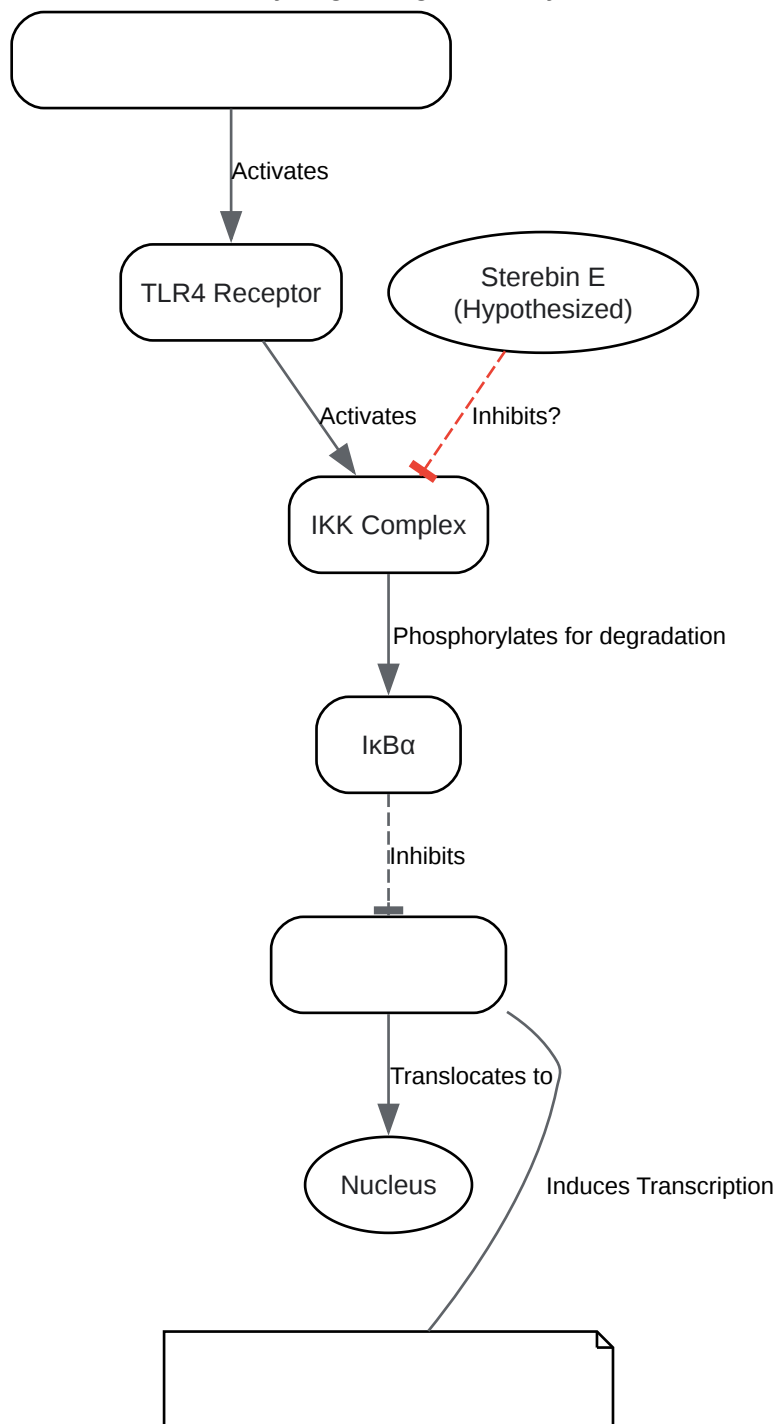 Activates
TLR4 Receptor
Sterebin E
(Hypothesized)
Activates
Inhibits?
IKK Complex
Phosphorylates for degradation
IκBα
Inhibits
Translocates to
Nucleus
Induces Transcription